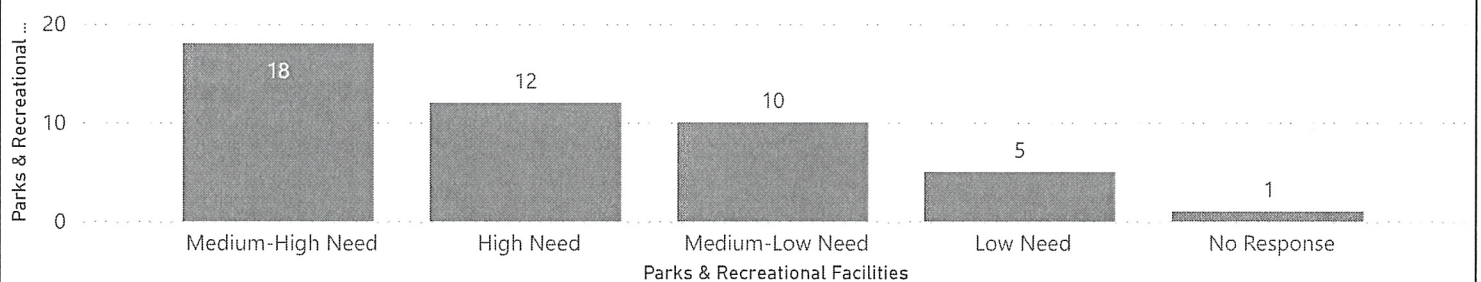 Parks & Recreational ...
20
10
0
18
12
10
5
1
Medium-High Need
High Need
Medium-Low Need
Low Need
No Response
Parks & Recreational Facilities